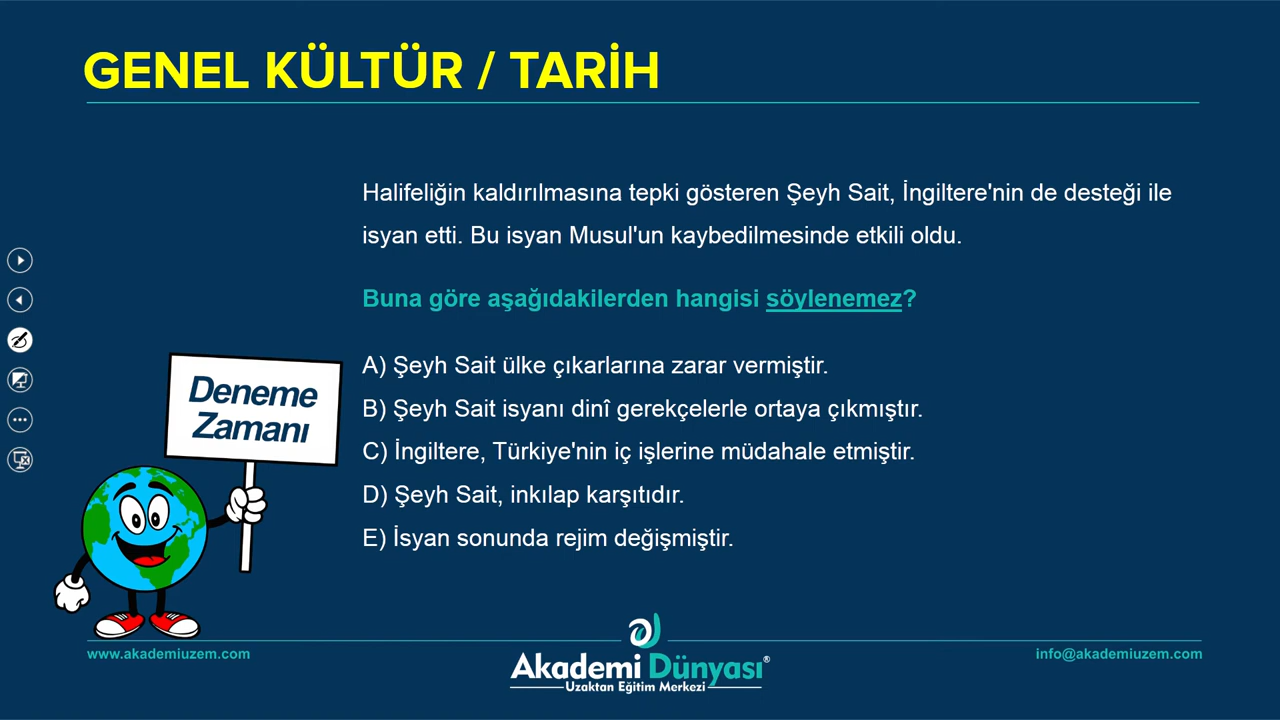 GENEL KÜLTÜR / TARİH
Halifeliğin kaldırılmasına tepki gösteren Şeyh Sait, İngiltere'nin de desteği ile
isyan etti. Bu isyan Musul'un kaybedilmesinde etkili oldu.
Buna göre aşağıdakilerden hangisi söylenemez?
A) Şeyh Sait ülke çıkarlarına zarar vermiştir.
B) Şeyh Sait isyanı dinî gerekçelerle ortaya çıkmıştır.
C) İngiltere, Türkiye'nin iç işlerine müdahale etmiştir.
D) Şeyh Sait, inkılap karşıtıdır.
E) İsyan sonunda rejim değişmiştir.
Deneme
Zamanı
www.akademiuzem.com
Akademi Dünyası®
Uzaktan Eğitim Merkezi
info@akademiuzem.com